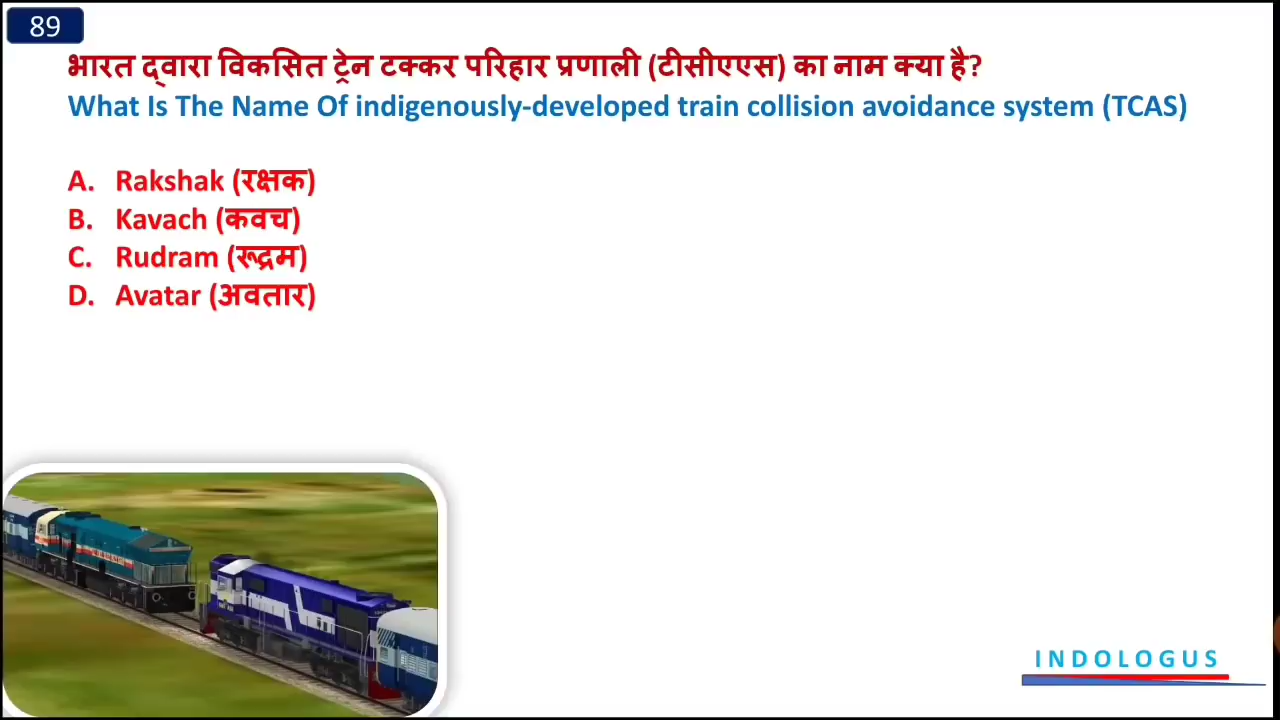 89
भारत द्वारा विकसित ट्रेन टक्कर परिहार प्रणाली (टीसीएएस) का नाम क्या है?
What Is The Name Of indigenously-developed train collision avoidance system (TCAS)
A. Rakshak (रक्षक)
B. Kavach (कवच)
C. Rudram (रूद्रम)
D. Avatar (अवतार)
INDOLOGUS